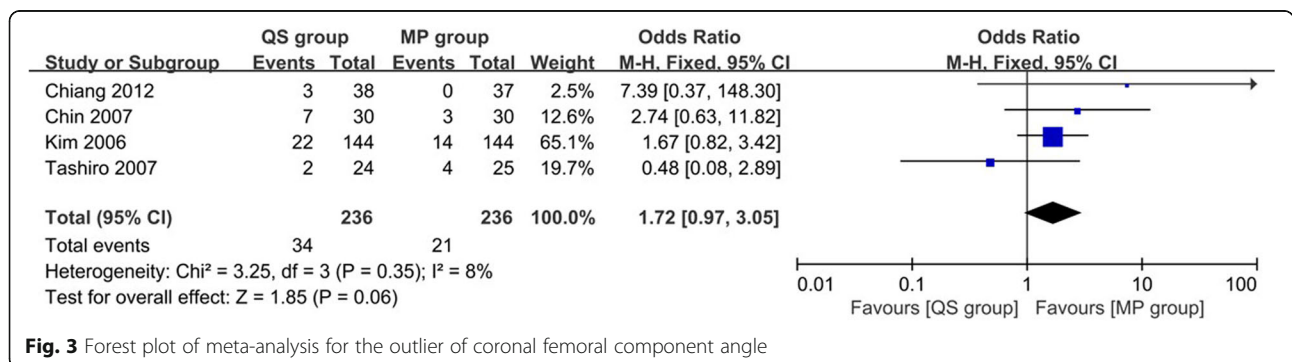 QS group MP group Odds Ratio Odds Ratio
Study or Subgroup Events Total Events Total Weight M-H, Fixed, 95% CI M-H, Fixed, 95% CI
Chiang 2012 3 38 0 37 2.5% 7.39 [0.37, 148.30]
Chin 2007 7 30 3 30 12.6% 2.74 [0.63, 11.82]
Kim 2006 22 144 14 144 65.1% 1.67 [0.82, 3.42]
Tashiro 2007 2 24 4 25 19.7% 0.48 [0.08, 2.89]
Total (95% CI) 236 236 100.0% 1.72 [0.97, 3.05]
Total events 34 21
Heterogeneity: Chi² = 3.25, df = 3 (P = 0.35); I² = 8%
Test for overall effect: Z = 1.85 (P = 0.06)
0.01 0.1 1 10 100
Favours [QS group] Favours [MP group]
Fig. 3 Forest plot of meta-analysis for the outlier of coronal femoral component angle